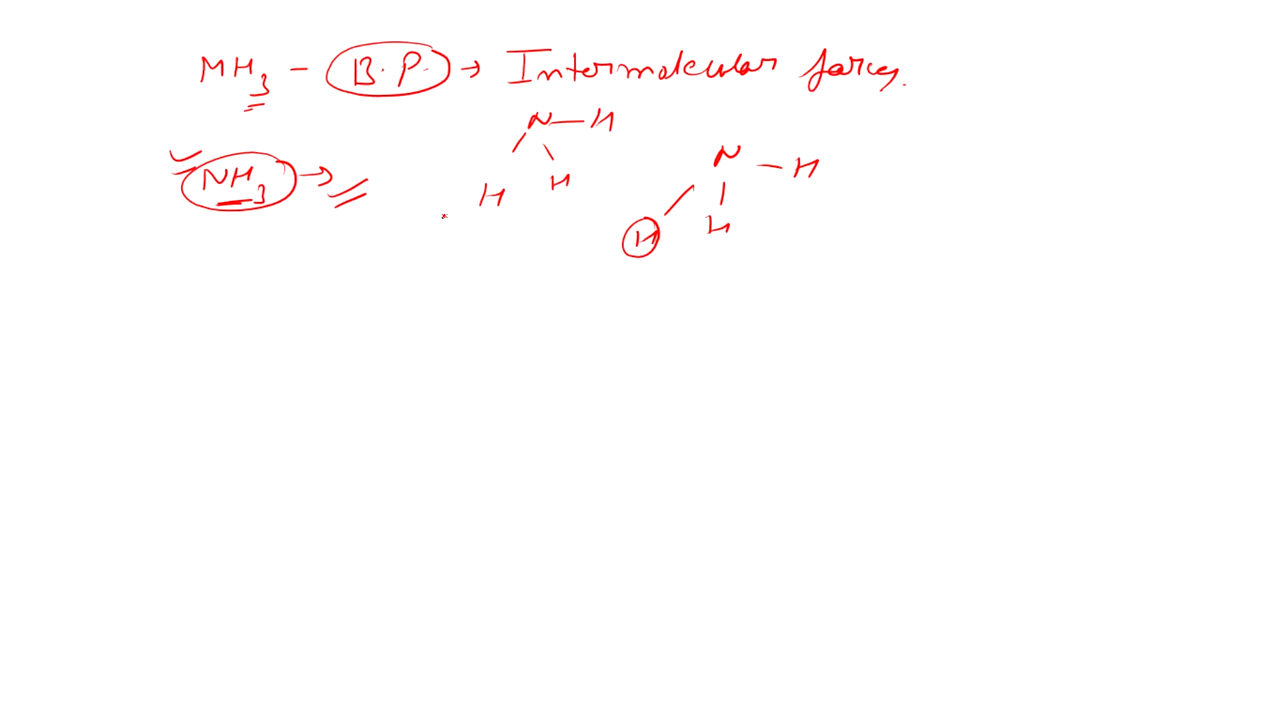 MH3 - B.P. → Intermolecular forces.
N - H
N - H
NH3 →
H H
H H